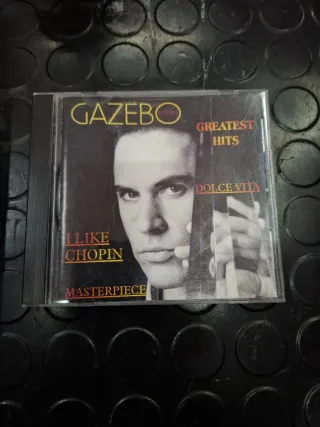 GAZEBO
GREATEST
HITS
DOLCE VITA
I LIKE
CHOPIN
MASTERPIECE